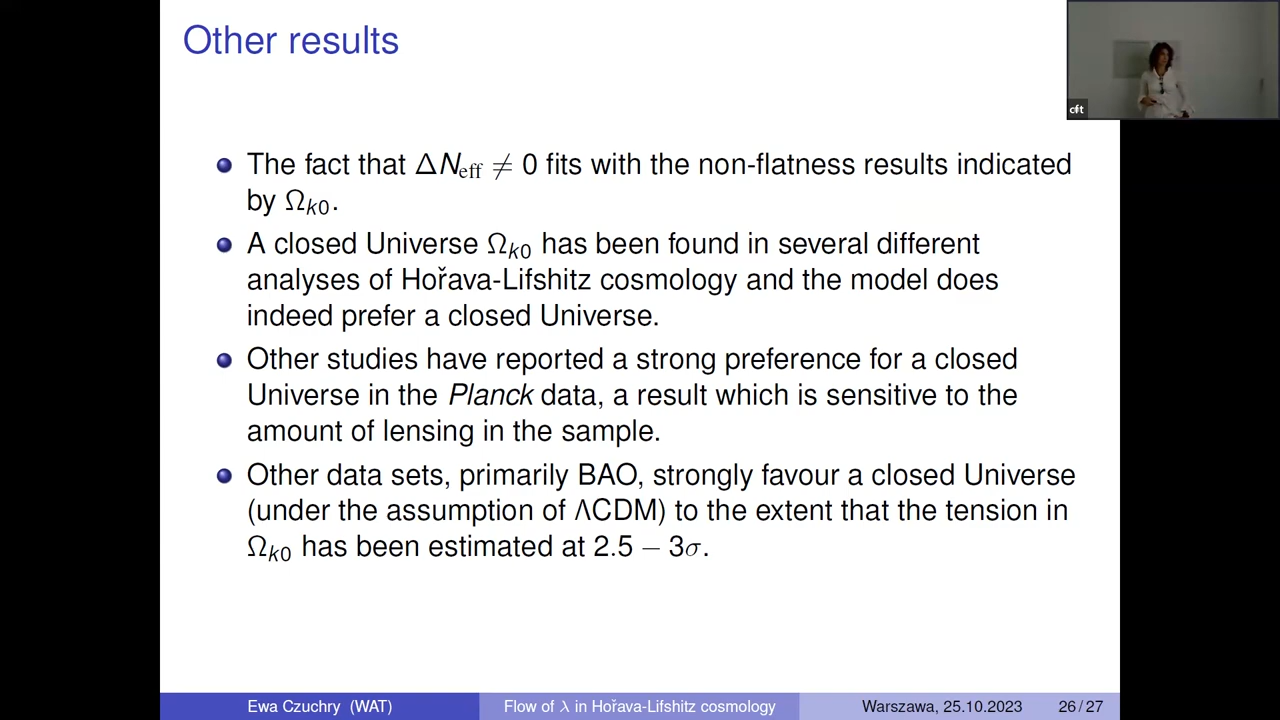 Other results
cft
The fact that ΔN_eff ≠ 0 fits with the non-flatness results indicated
by Ω_k0.
A closed Universe Ω_k0 has been found in several different
analyses of Hořava-Lifshitz cosmology and the model does
indeed prefer a closed Universe.
Other studies have reported a strong preference for a closed
Universe in the Planck data, a result which is sensitive to the
amount of lensing in the sample.
Other data sets, primarily BAO, strongly favour a closed Universe
(under the assumption of ΛCDM) to the extent that the tension in
Ω_k0 has been estimated at 2.5 − 3σ.
Ewa Czuchry (WAT) Flow of λ in Hořava-Lifshitz cosmology Warszawa, 25.10.2023 26 / 27